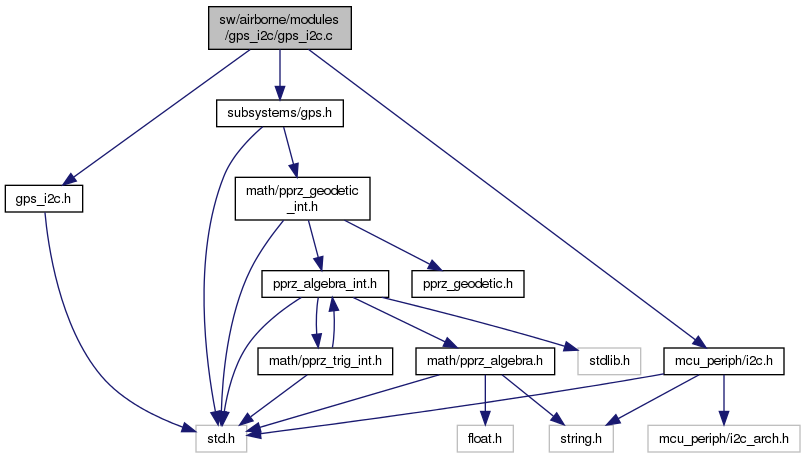 sw/airborne/modules
/gps_i2c/gps_i2c.c
subsystems/gps.h
gps_i2c.h
math/pprz_geodetic
_int.h
pprz_algebra_int.h
pprz_geodetic.h
math/pprz_trig_int.h
math/pprz_algebra.h
stdlib.h
mcu_periph/i2c.h
std.h
float.h
string.h
mcu_periph/i2c_arch.h